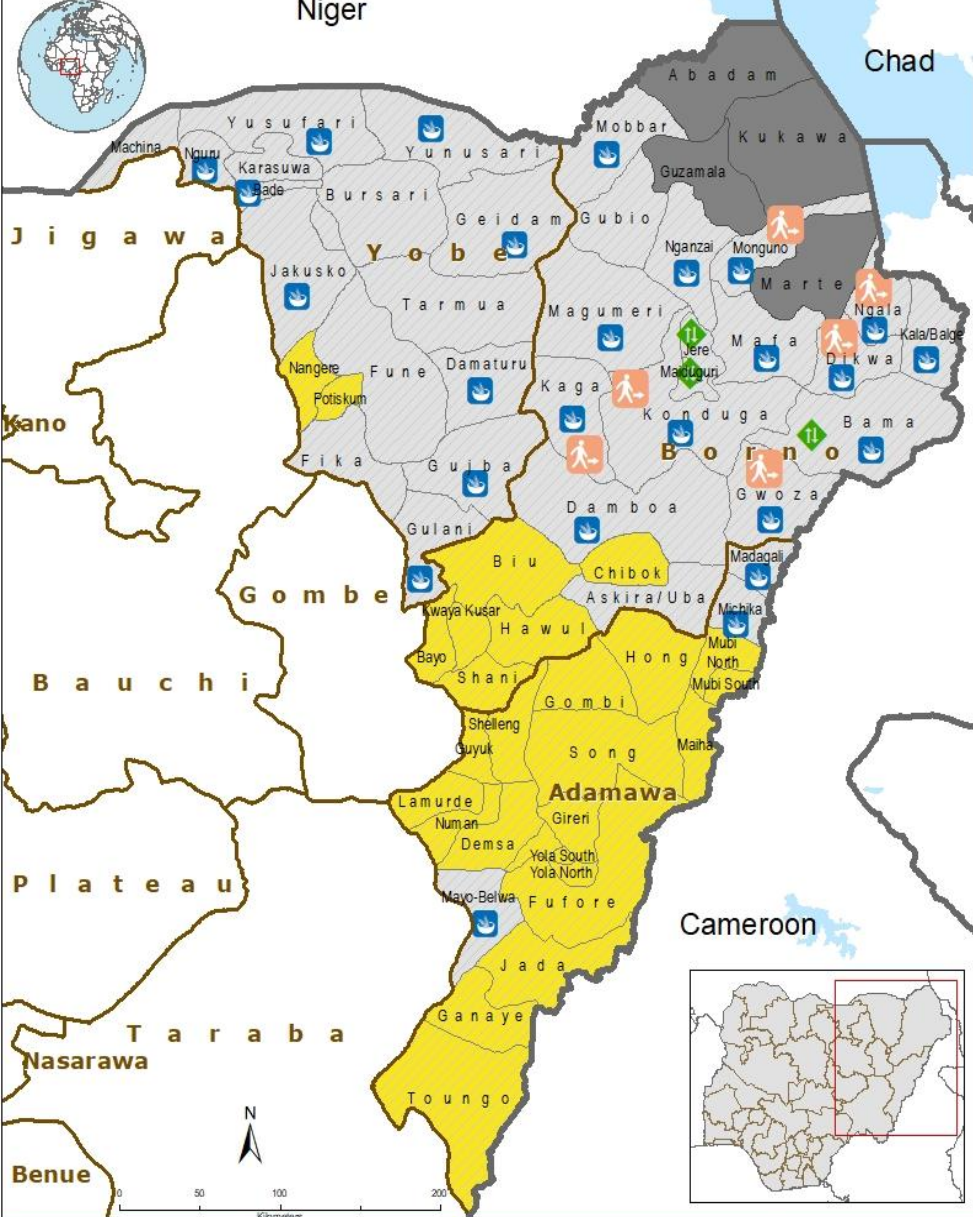 Niger
Chad
Abadam
Yusufari
Mobbar
Kukawa
Machina
Nguru
Yunusari
Karasuwa
Guzamala
Bade
Bursari
Geidam
Gubio
Jigawa
Yobe
Nganzai
Monguno
Jakusko
Marte
Tarmua
Magumeri
Ngala
Jere
Mafa
Kala/Balge
Nangere
Fune
Damaturu
Dikwa
Maiduguri
Potiskum
Kaga
Konduga
Bama
Kano
Borno
Fika
Gujba
Gwoza
Damboa
Gulani
Biu
Madagali
Chibok
Gombe
Askira/Uba
Kwaya Kusar
Michika
Hawul
Mubi
North
Bayo
Hong
Bauchi
Shani
Mubi South
Gombi
Shelleng
Guyuk
Song
Maiha
Adamawa
Lamurde
Numan
Gireri
Demsa
Yola South
Yola North
Plateau
Mayo-Belwa
Fufore
Cameroon
Jada
Ganaye
Taraba
Nasarawa
Toungo
N
Benue
0 50 100 200
Kilometers